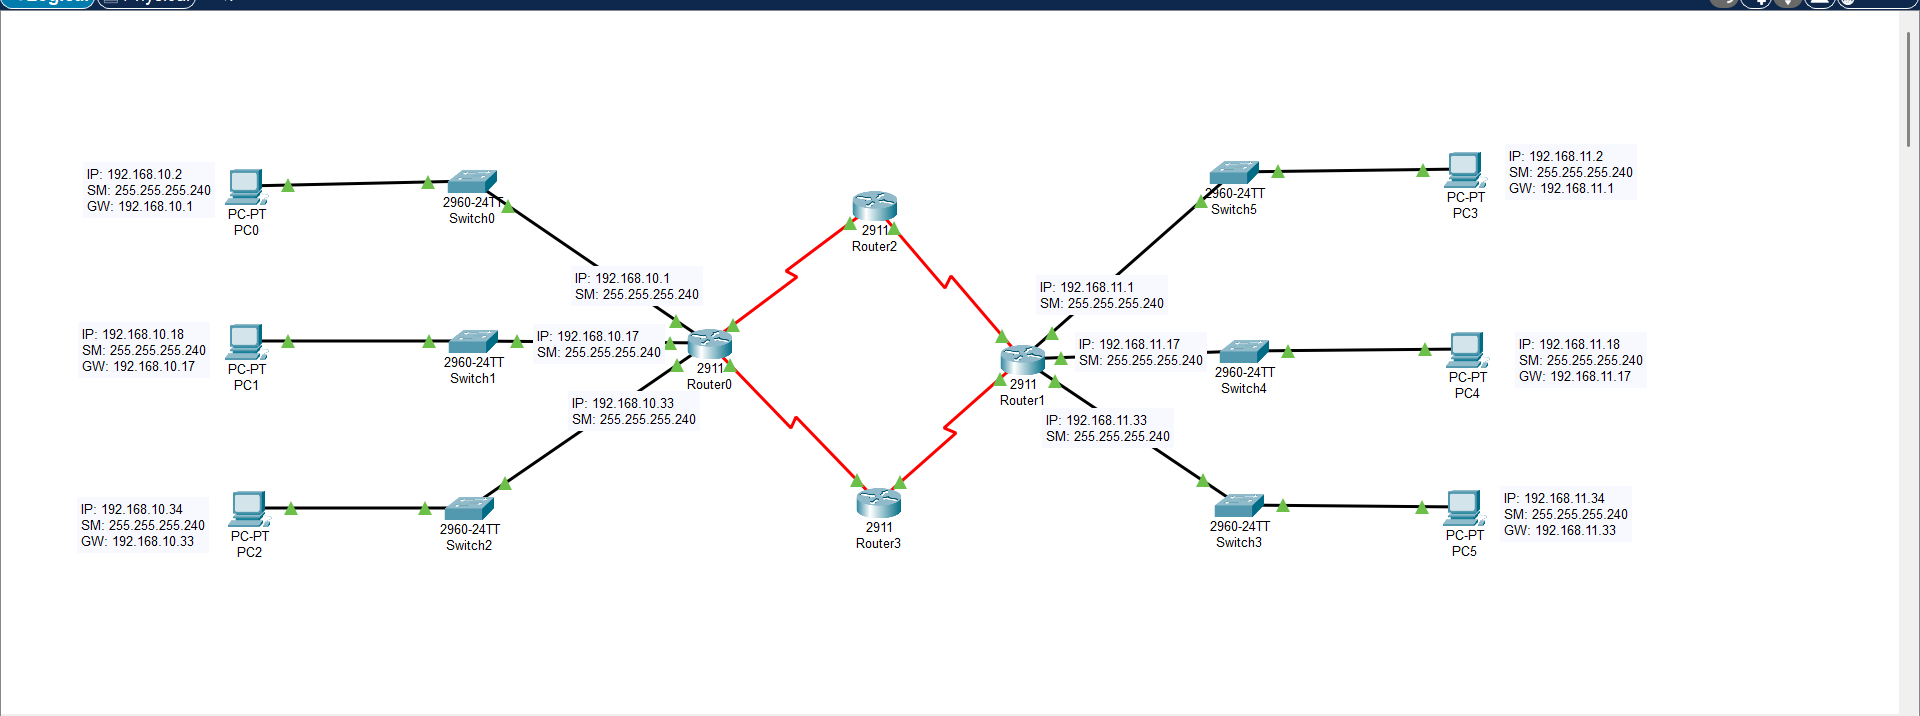 Logical
Physical
IP: 192.168.10.2
SM: 255.255.255.240
GW: 192.168.10.1
PC-PT
PC0
2960-24TT
Switch0
IP: 192.168.10.1
SM: 255.255.255.240
IP: 192.168.10.18
SM: 255.255.255.240
GW: 192.168.10.17
PC-PT
PC1
2960-24TT
Switch1
IP: 192.168.10.17
SM: 255.255.255.240
2911
Router0
IP: 192.168.10.33
SM: 255.255.255.240
IP: 192.168.10.34
SM: 255.255.255.240
GW: 192.168.10.33
PC-PT
PC2
2960-24TT
Switch2
2911
Router2
2911
Router3
IP: 192.168.11.1
SM: 255.255.255.240
2960-24TT
Switch5
PC-PT
PC3
IP: 192.168.11.2
SM: 255.255.255.240
GW: 192.168.11.1
2911
Router1
IP: 192.168.11.17
SM: 255.255.255.240
2960-24TT
Switch4
PC-PT
PC4
IP: 192.168.11.18
SM: 255.255.255.240
GW: 192.168.11.17
IP: 192.168.11.33
SM: 255.255.255.240
2960-24TT
Switch3
PC-PT
PC5
IP: 192.168.11.34
SM: 255.255.255.240
GW: 192.168.11.33